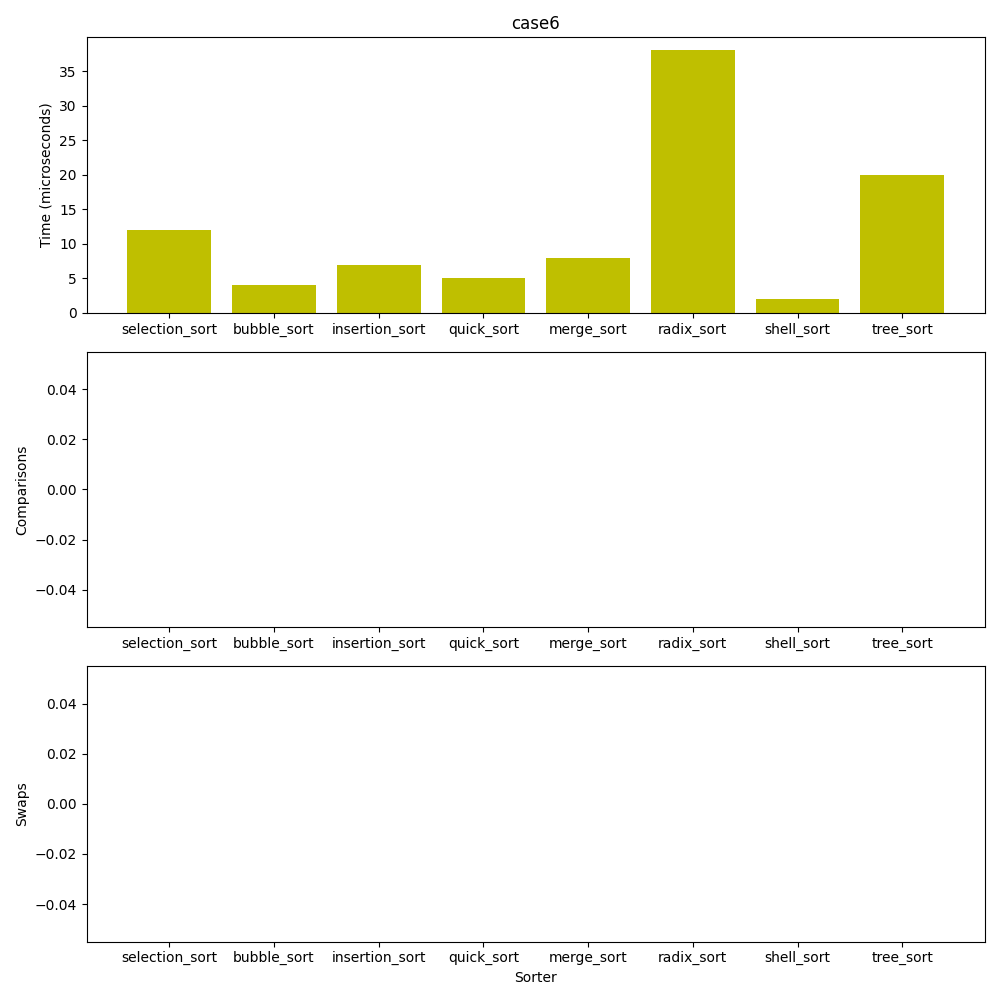 case6
Time (microseconds)
35
30
25
20
15
10
5
0
selection_sort bubble_sort insertion_sort quick_sort merge_sort radix_sort shell_sort tree_sort
Comparisons
0.04
0.02
0.00
−0.02
−0.04
selection_sort bubble_sort insertion_sort quick_sort merge_sort radix_sort shell_sort tree_sort
Swaps
0.04
0.02
0.00
−0.02
−0.04
selection_sort bubble_sort insertion_sort quick_sort merge_sort radix_sort shell_sort tree_sort
Sorter